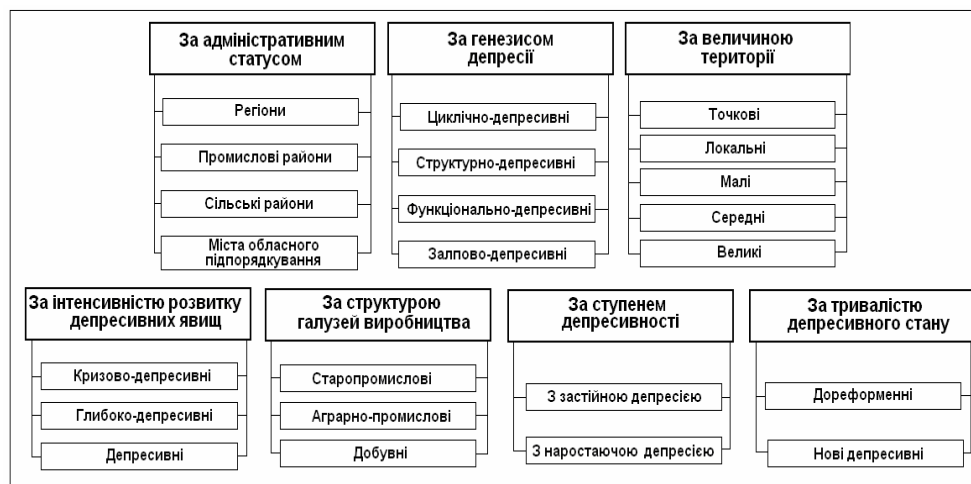 За адміністративним
статусом
Регіони
Промислові райони
Сільські райони
Міста обласного
підпорядкування
За генезисом
депресії
Циклічно-депресивні
Структурно-депресивні
Функціонально-депресивні
Залпово-депресивні
За величиною
території
Точкові
Локальні
Малі
Середні
Великі
За інтенсивністю розвитку
депресивних явищ
Кризово-депресивні
Глибоко-депресивні
Депресивні
За структурою
галузей виробництва
Старопромислові
Аграрно-промислові
Добувні
За ступенем
депресивності
З застійною депресією
З наростаючою депресією
За тривалістю
депресивного стану
Дореформенні
Нові депресивні